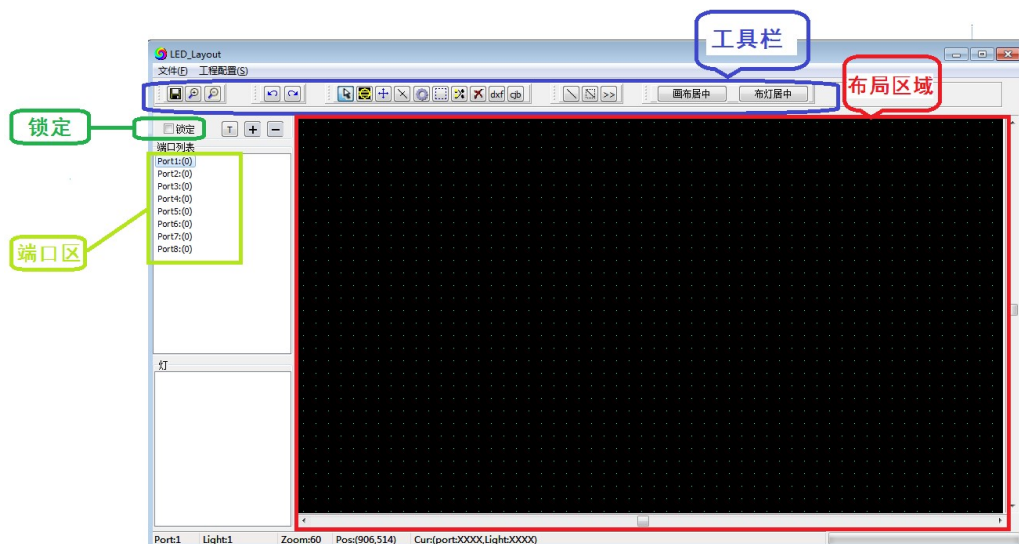 工具栏
LED_Layout
文件(F) 工程配置(S)
dxf cjb >> 画布居中 布灯居中
布局区域
锁定
锁定 T + −
端口列表
Port1:(0)
Port2:(0)
Port3:(0)
Port4:(0)
Port5:(0)
Port6:(0)
Port7:(0)
Port8:(0)
端口区
灯
Port:1 Light:1 Zoom:60 Pos:(906,514) Cur:(port:XXXX,Light:XXXX)